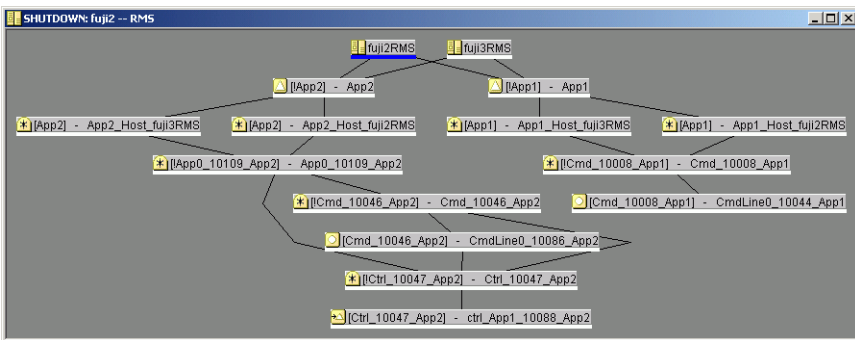 SHUTDOWN: fuji2 -- RMS
fuji2RMS
fuji3RMS
[!App2] - App2
[!App1] - App1
[App2] - App2_Host_fuji3RMS
[App2] - App2_Host_fuji2RMS
[App1] - App1_Host_fuji3RMS
[App1] - App1_Host_fuji2RMS
[!App0_10109_App2] - App0_10109_App2
[!Cmd_10008_App1] - Cmd_10008_App1
[!Cmd_10046_App2] - Cmd_10046_App2
[Cmd_10008_App1] - CmdLine0_10044_App1
[Cmd_10046_App2] - CmdLine0_10086_App2
[!Ctrl_10047_App2] - Ctrl_10047_App2
[Ctrl_10047_App2] - ctrl_App1_10088_App2